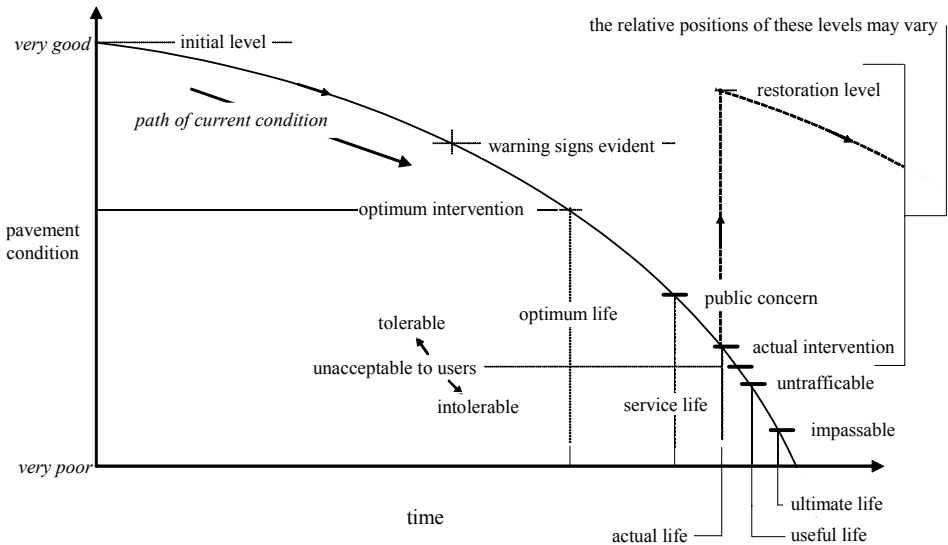 the relative positions of these levels may vary
very good
initial level
restoration level
path of current condition
warning signs evident
optimum intervention
pavement
condition
public concern
optimum life
tolerable
actual intervention
unacceptable to users
untrafficable
intolerable
service life
impassable
very poor
ultimate life
time
actual life
useful life